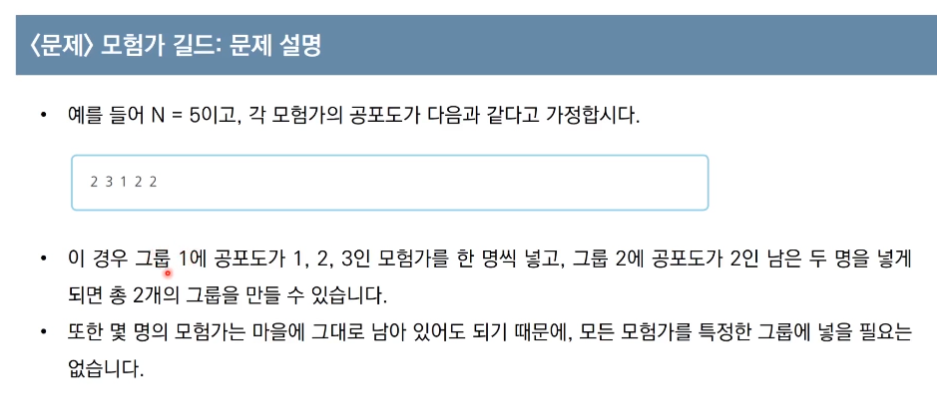 <문제> 모험가 길드: 문제 설명
• 예를 들어 N = 5이고, 각 모험가의 공포도가 다음과 같다고 가정합시다.
2 3 1 2 2
• 이 경우 그룹 1에 공포도가 1, 2, 3인 모험가를 한 명씩 넣고, 그룹 2에 공포도가 2인 남은 두 명을 넣게
되면 총 2개의 그룹을 만들 수 있습니다.
• 또한 몇 명의 모험가는 마을에 그대로 남아 있어도 되기 때문에, 모든 모험가를 특정한 그룹에 넣을 필요는
없습니다.